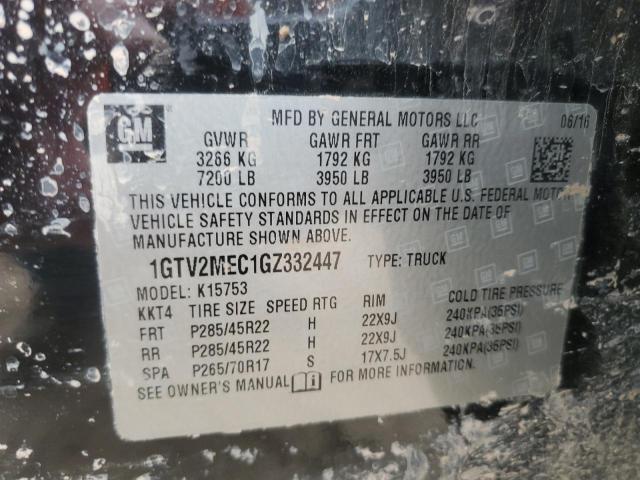 GM
MFD BY GENERAL MOTORS LLC 06/16
GVWR GAWR FRT GAWR RR
3266 KG 1792 KG 1792 KG
7200 LB 3950 LB 3950 LB
THIS VEHICLE CONFORMS TO ALL APPLICABLE U.S. FEDERAL MOTOR
VEHICLE SAFETY STANDARDS IN EFFECT ON THE DATE OF
MANUFACTURE SHOWN ABOVE.
1GTV2MEC1GZ332447 TYPE: TRUCK
MODEL: K15753
KKT4 TIRE SIZE SPEED RTG RIM COLD TIRE PRESSURE
FRT P285/45R22 H 22X9J 240KPA(35PSI)
RR P285/45R22 H 22X9J 240KPA(35PSI)
SPA P265/70R17 S 17X7.5J 240KPA(35PSI)
SEE OWNER'S MANUAL FOR MORE INFORMATION.